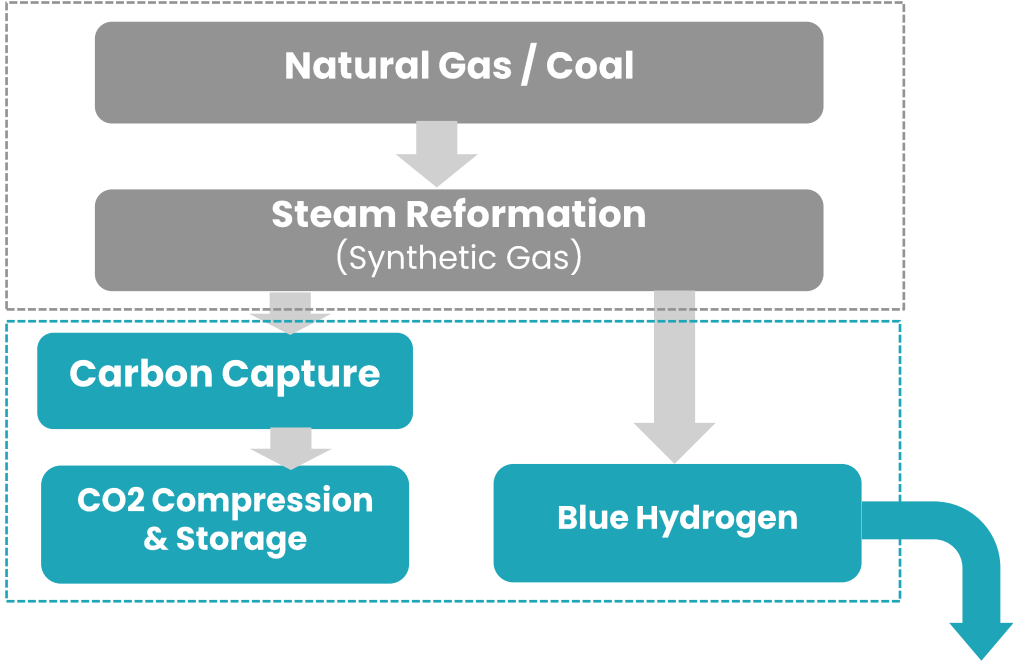 Natural Gas / Coal
Steam Reformation
(Synthetic Gas)
Carbon Capture
CO2 Compression
& Storage
Blue Hydrogen